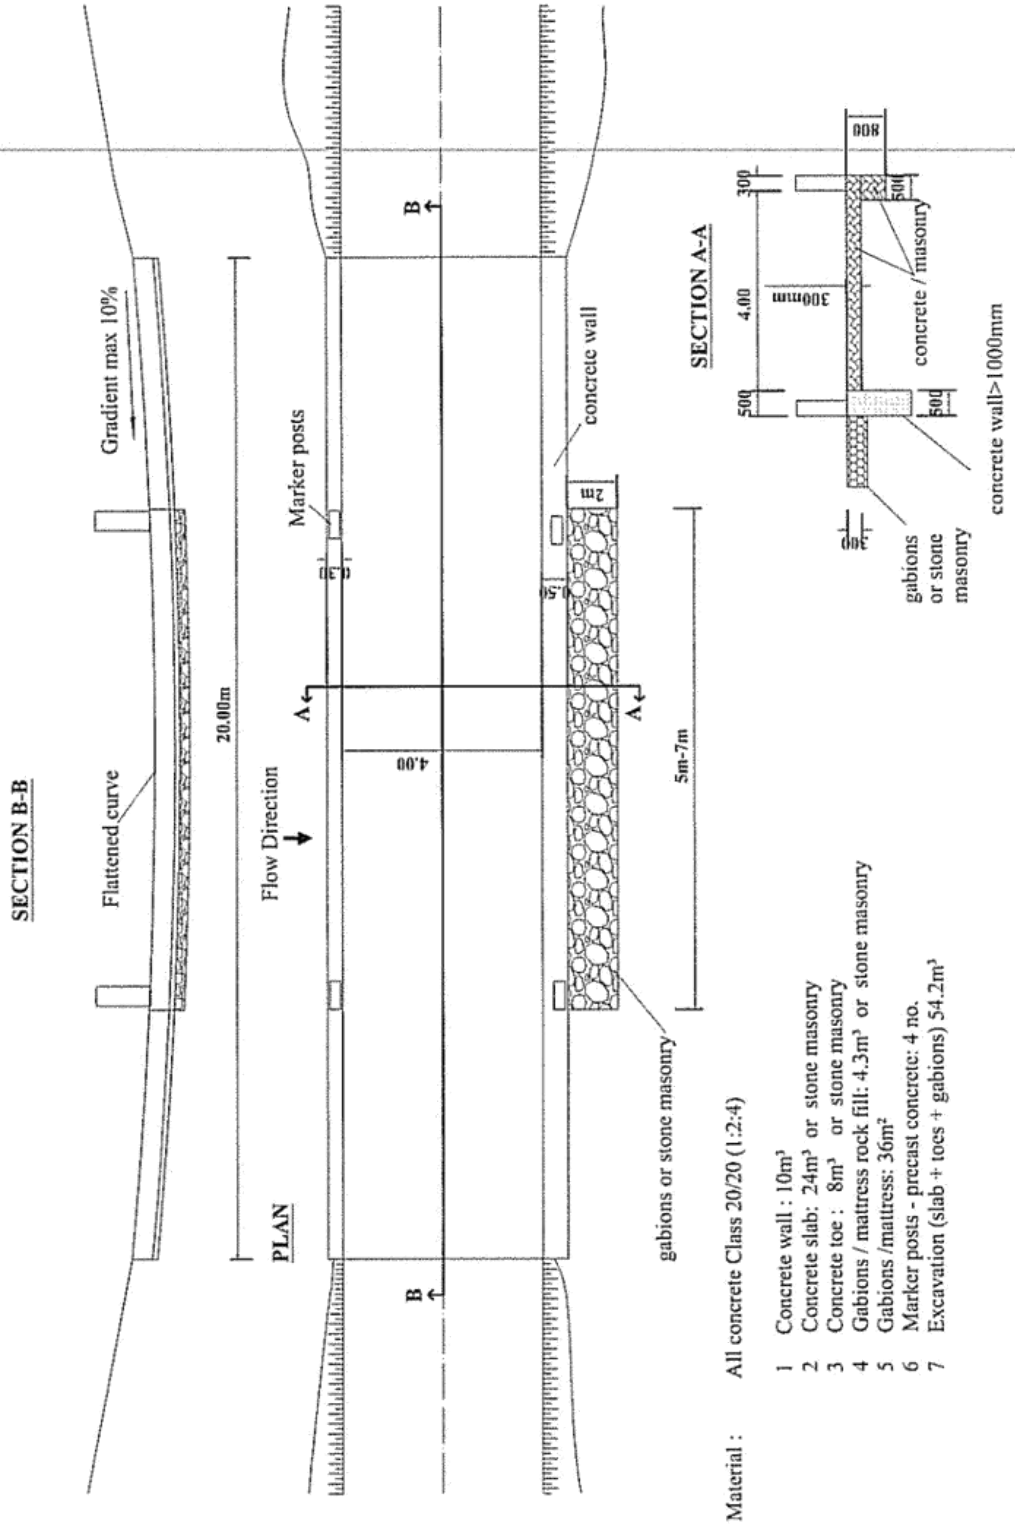 SECTION B-B
Flattened curve
Gradient max 10%
20.00m
PLAN
Flow Direction
Marker posts
0.30
B
B
A
A
4.00
0.50
concrete wall
2m
5m-7m
gabions or stone masonry
SECTION A-A
500
4.00
300
300mm
800
500
500
300
concrete / masonry
gabions
or stone
masonry
concrete wall>1000mm
Material : All concrete Class 20/20 (1:2:4)
1 Concrete wall : 10m³
2 Concrete slab: 24m³ or stone masonry
3 Concrete toe : 8m³ or stone masonry
4 Gabions / mattress rock fill: 4.3m³ or stone masonry
5 Gabions /mattress: 36m²
6 Marker posts - precast concrete: 4 no.
7 Excavation (slab + toes + gabions) 54.2m³